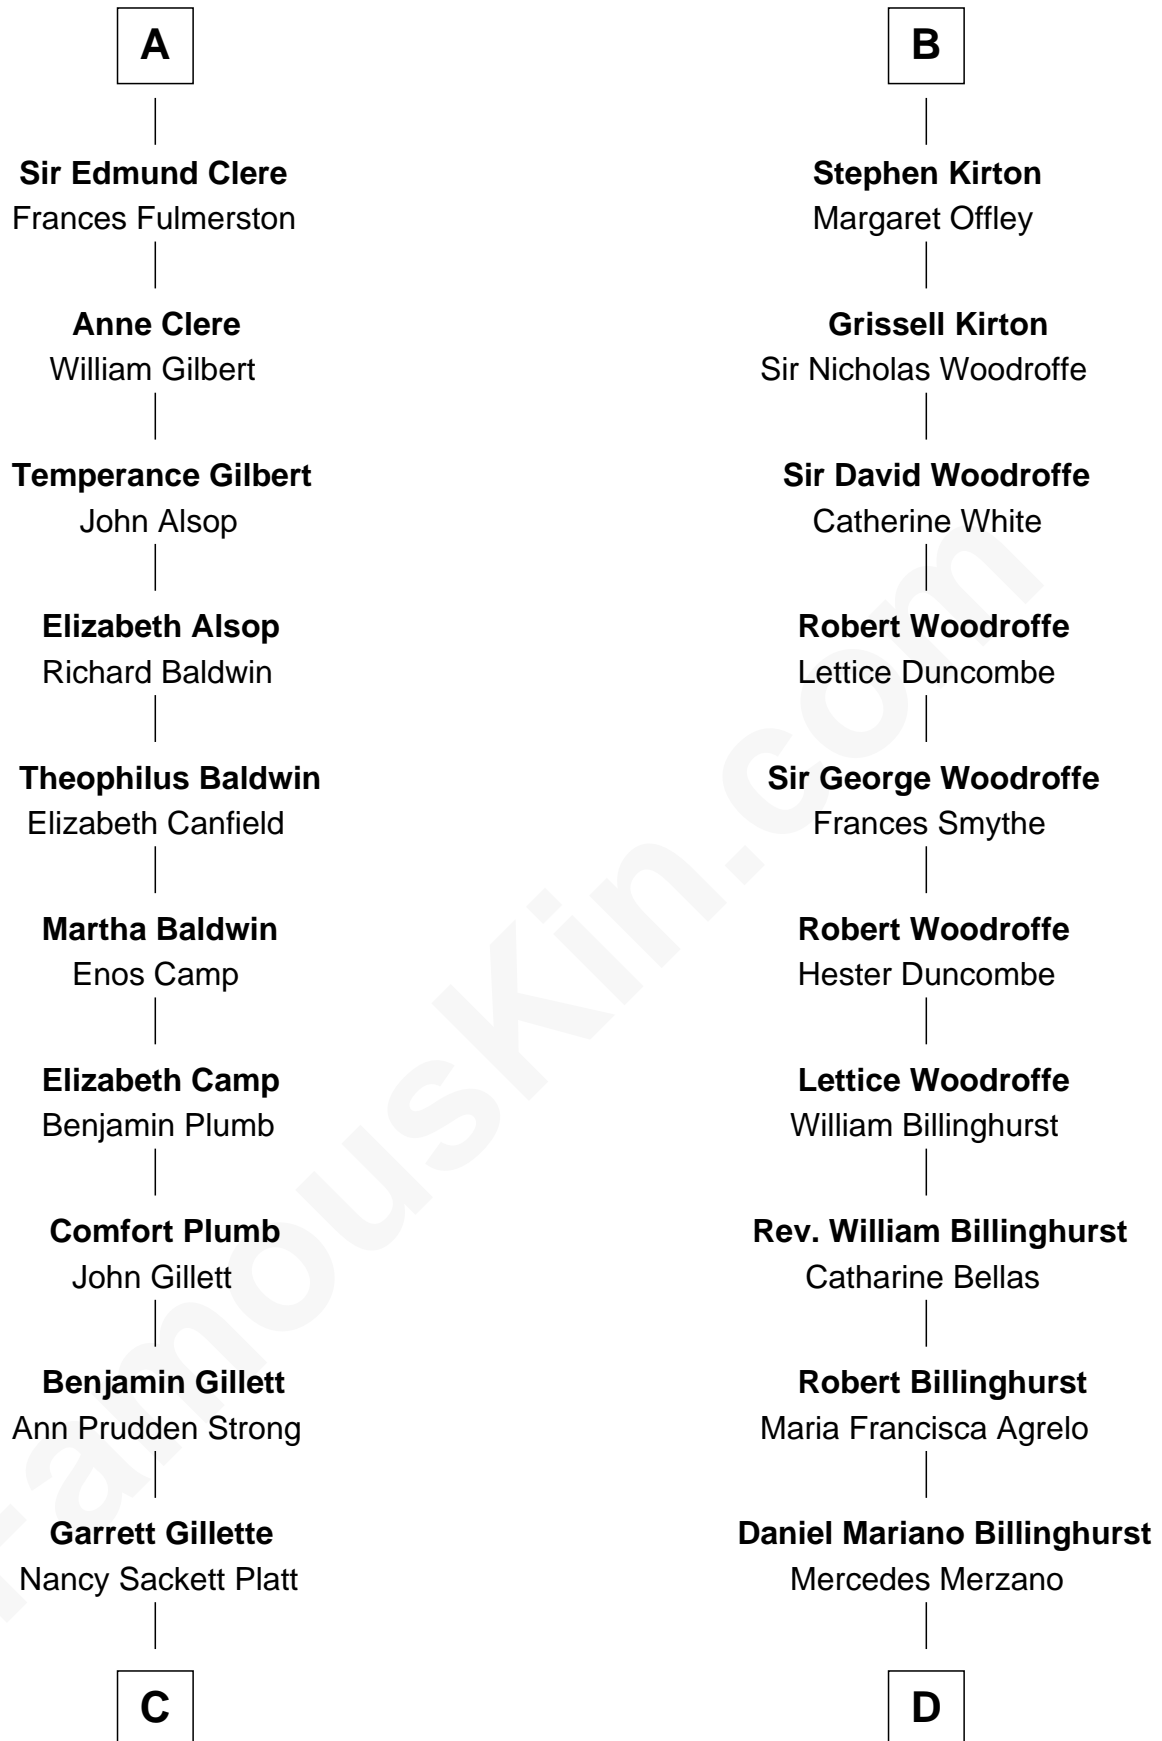 A
Sir Edmund Clere
Frances Fulmerston
Anne Clere
William Gilbert
Temperance Gilbert
John Alsop
Elizabeth Alsop
Richard Baldwin
Theophilus Baldwin
Elizabeth Canfield
Martha Baldwin
Enos Camp
Elizabeth Camp
Benjamin Plumb
Comfort Plumb
John Gillett
Benjamin Gillett
Ann Prudden Strong
Garrett Gillette
Nancy Sackett Platt
C
B
Stephen Kirton
Margaret Offley
Grissell Kirton
Sir Nicholas Woodroffe
Sir David Woodroffe
Catherine White
Robert Woodroffe
Lettice Duncombe
Sir George Woodroffe
Frances Smythe
Robert Woodroffe
Hester Duncombe
Lettice Woodroffe
William Billinghurst
Rev. William Billinghurst
Catharine Bellas
Robert Billinghurst
Maria Francisca Agrelo
Daniel Mariano Billinghurst
Mercedes Merzano
D
FamousKin.com